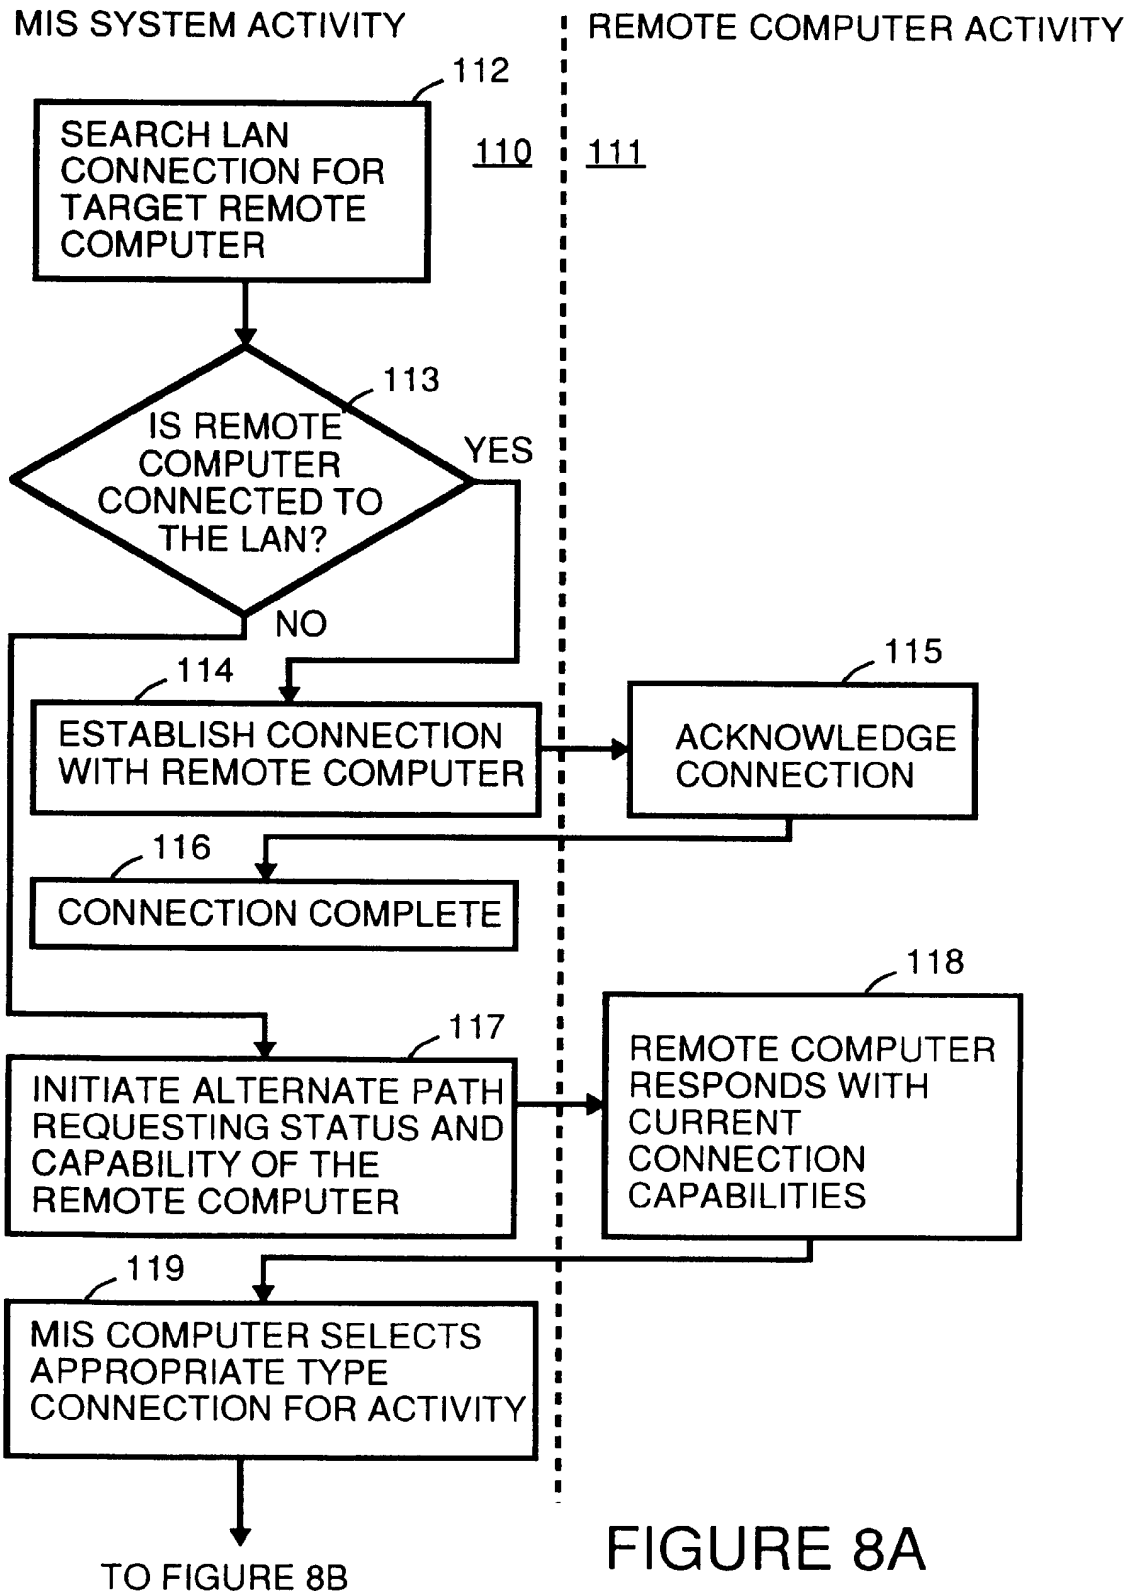 MIS SYSTEM ACTIVITY
REMOTE COMPUTER ACTIVITY
112
SEARCH LAN
CONNECTION FOR
TARGET REMOTE
COMPUTER
110
111
113
IS REMOTE
COMPUTER
CONNECTED TO
THE LAN?
YES
NO
114
ESTABLISH CONNECTION
WITH REMOTE COMPUTER
115
ACKNOWLEDGE
CONNECTION
116
CONNECTION COMPLETE
117
INITIATE ALTERNATE PATH
REQUESTING STATUS AND
CAPABILITY OF THE
REMOTE COMPUTER
118
REMOTE COMPUTER
RESPONDS WITH
CURRENT
CONNECTION
CAPABILITIES
119
MIS COMPUTER SELECTS
APPROPRIATE TYPE
CONNECTION FOR ACTIVITY
TO FIGURE 8B
FIGURE 8A